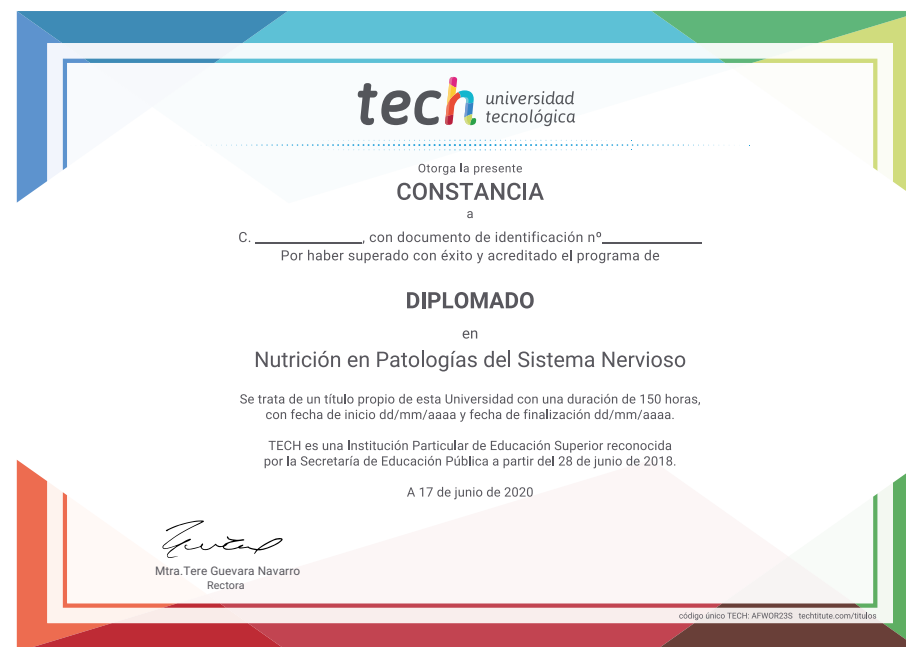 tech universidad
tecnológica
Otorga la presente
CONSTANCIA
a
C. ______________, con documento de identificación nº_____________
Por haber superado con éxito y acreditado el programa de
DIPLOMADO
en
Nutrición en Patologías del Sistema Nervioso
Se trata de un título propio de esta Universidad con una duración de 150 horas,
con fecha de inicio dd/mm/aaaa y fecha de finalización dd/mm/aaaa.
TECH es una Institución Particular de Educación Superior reconocida
por la Secretaría de Educación Pública a partir del 28 de junio de 2018.
A 17 de junio de 2020
Mtra.Tere Guevara Navarro
Rectora
código único TECH: AFWOR23S techtitute.com/titulos